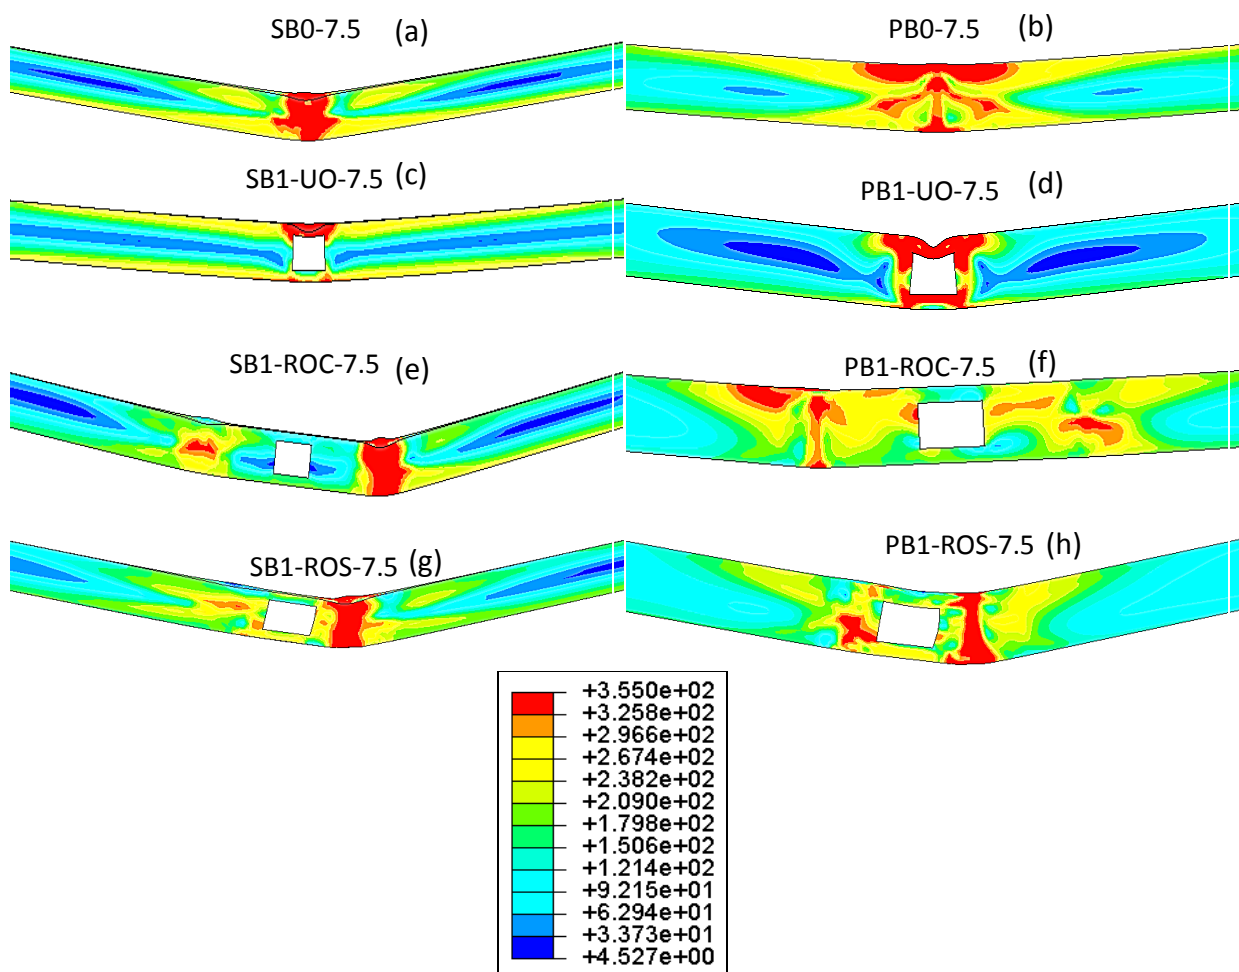 SB0-7.5 (a)
PB0-7.5 (b)
SB1-UO-7.5 (c)
PB1-UO-7.5 (d)
SB1-ROC-7.5 (e)
PB1-ROC-7.5 (f)
SB1-ROS-7.5 (g)
PB1-ROS-7.5 (h)
+3.550e+02
+3.258e+02
+2.966e+02
+2.674e+02
+2.382e+02
+2.090e+02
+1.798e+02
+1.506e+02
+1.214e+02
+9.215e+01
+6.294e+01
+3.373e+01
+4.527e+00